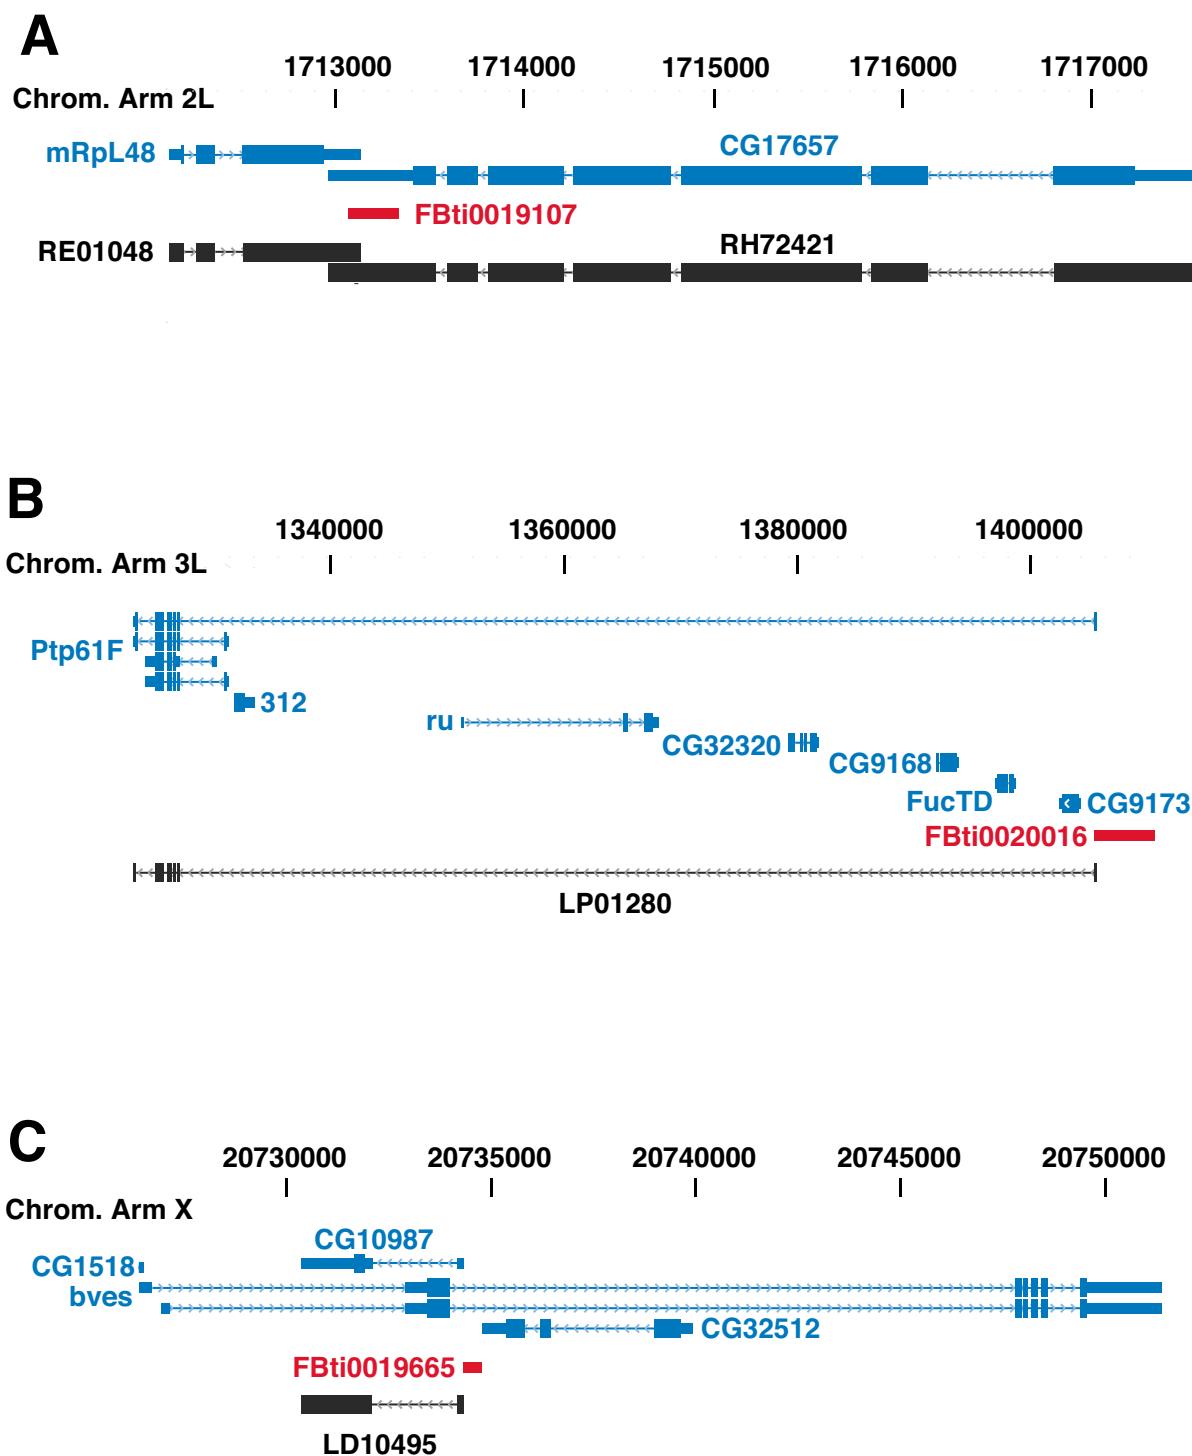 A
1713000 1714000 1715000 1716000 1717000
Chrom. Arm 2L
mRpL48 CG17657
FBti0019107
RE01048 RH72421
B
1340000 1360000 1380000 1400000
Chrom. Arm 3L
Ptp61F
312
ru
CG32320
CG9168
FucTD CG9173
FBti0020016
LP01280
C
20730000 20735000 20740000 20745000 20750000
Chrom. Arm X
CG10987
CG1518
bves
CG32512
FBti0019665
LD10495